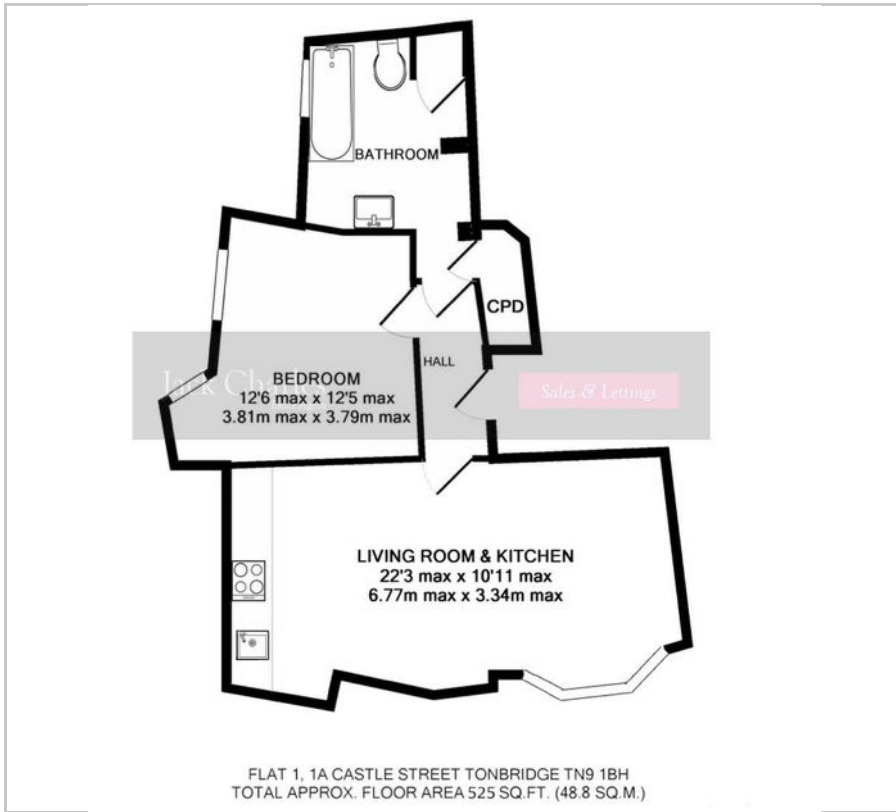 BATHROOM
CPD
HALL
Jack Charles
Sales & Lettings
BEDROOM
12'6 max x 12'5 max
3.81m max x 3.79m max
LIVING ROOM & KITCHEN
22'3 max x 10'11 max
6.77m max x 3.34m max
FLAT 1, 1A CASTLE STREET TONBRIDGE TN9 1BH
TOTAL APPROX. FLOOR AREA 525 SQ.FT. (48.8 SQ.M.)